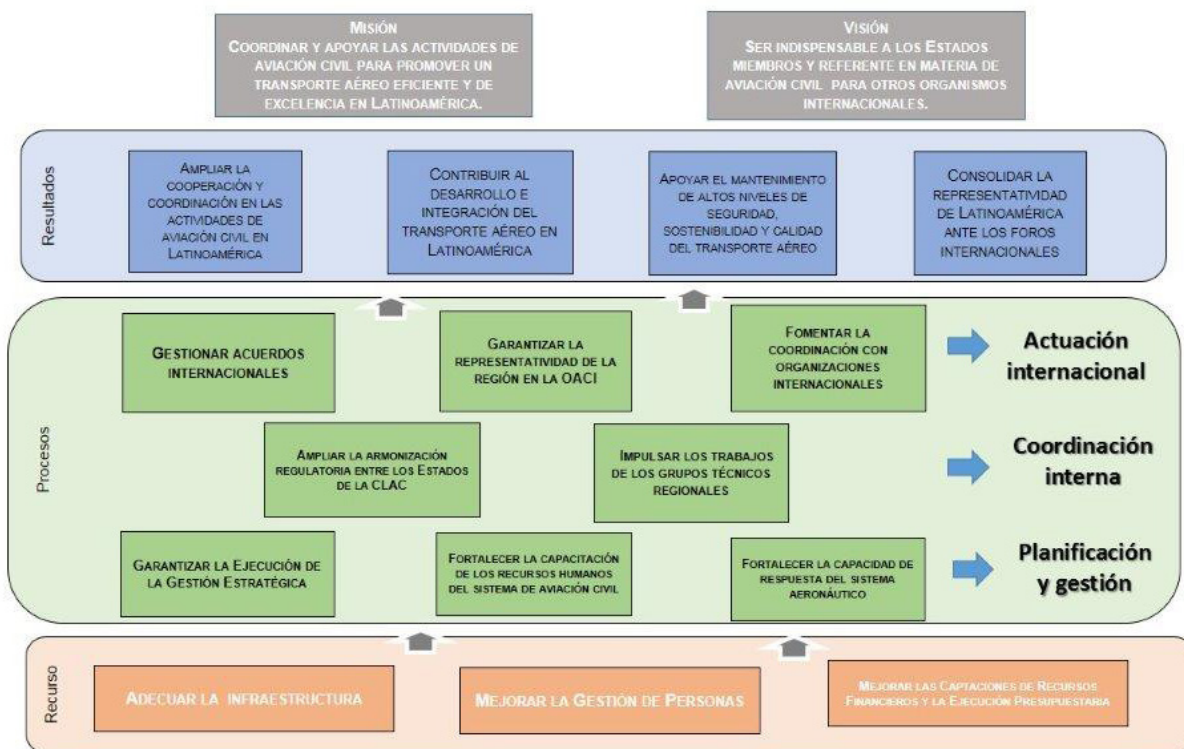 MISIÓN
COORDINAR Y APOYAR LAS ACTIVIDADES DE
AVIACIÓN CIVIL PARA PROMOVER UN
TRANSPORTE AÉREO EFICIENTE Y DE
EXCELENCIA EN LATINOAMÉRICA.
VISIÓN
SER INDISPENSABLE A LOS ESTADOS
MIEMBROS Y REFERENTE EN MATERIA DE
AVIACIÓN CIVIL PARA OTROS ORGANISMOS
INTERNACIONALES.
Resultados
AMPLIAR LA
COOPERACIÓN Y
COORDINACIÓN EN LAS
ACTIVIDADES DE
AVIACIÓN CIVIL EN
LATINOAMÉRICA
CONTRIBUIR AL
DESARROLLO E
INTEGRACIÓN DEL
TRANSPORTE AÉREO EN
LATINOAMÉRICA
APOYAR EL MANTENIMIENTO
DE ALTOS NIVELES DE
SEGURIDAD,
SOSTENIBILIDAD Y CALIDAD
DEL TRANSPORTE AÉREO
CONSOLIDAR LA
REPRESENTATIVIDAD
DE LATINOAMÉRICA
ANTE LOS FOROS
INTERNACIONALES
Procesos
GESTIONAR ACUERDOS
INTERNACIONALES
GARANTIZAR LA
REPRESENTATIVIDAD DE LA
REGIÓN EN LA OACI
FOMENTAR LA
COORDINACIÓN CON
ORGANIZACIONES
INTERNACIONALES
Actuación
internacional
AMPLIAR LA ARMONIZACIÓN
REGULATORIA ENTRE LOS ESTADOS
DE LA CLAC
IMPULSAR LOS TRABAJOS
DE LOS GRUPOS TÉCNICOS
REGIONALES
Coordinación
interna
GARANTIZAR LA EJECUCIÓN DE
LA GESTIÓN ESTRATÉGICA
FORTALECER LA CAPACITACIÓN
DE LOS RECURSOS HUMANOS
DEL SISTEMA DE AVIACIÓN CIVIL
FORTALECER LA CAPACIDAD DE
RESPUESTA DEL SISTEMA
AERONÁUTICO
Planificación
y gestión
Recurso
ADECUAR LA INFRAESTRUCTURA
MEJORAR LA GESTIÓN DE PERSONAS
MEJORAR LAS CAPTACIONES DE RECURSOS
FINANCIEROS Y LA EJECUCIÓN PRESUPUESTARIA